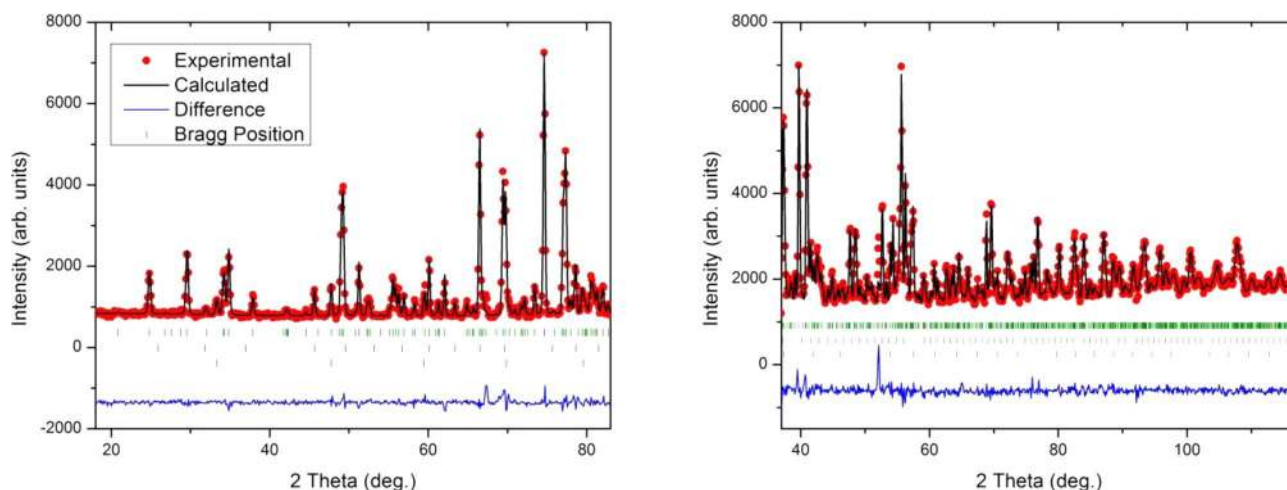 8000
6000
4000
2000
0
-2000
Intensity (arb. units)
Experimental
Calculated
Difference
Bragg Position
20
40
60
80
2 Theta (deg.)
8000
6000
4000
2000
0
Intensity (arb. units)
40
60
80
100
2 Theta (deg.)